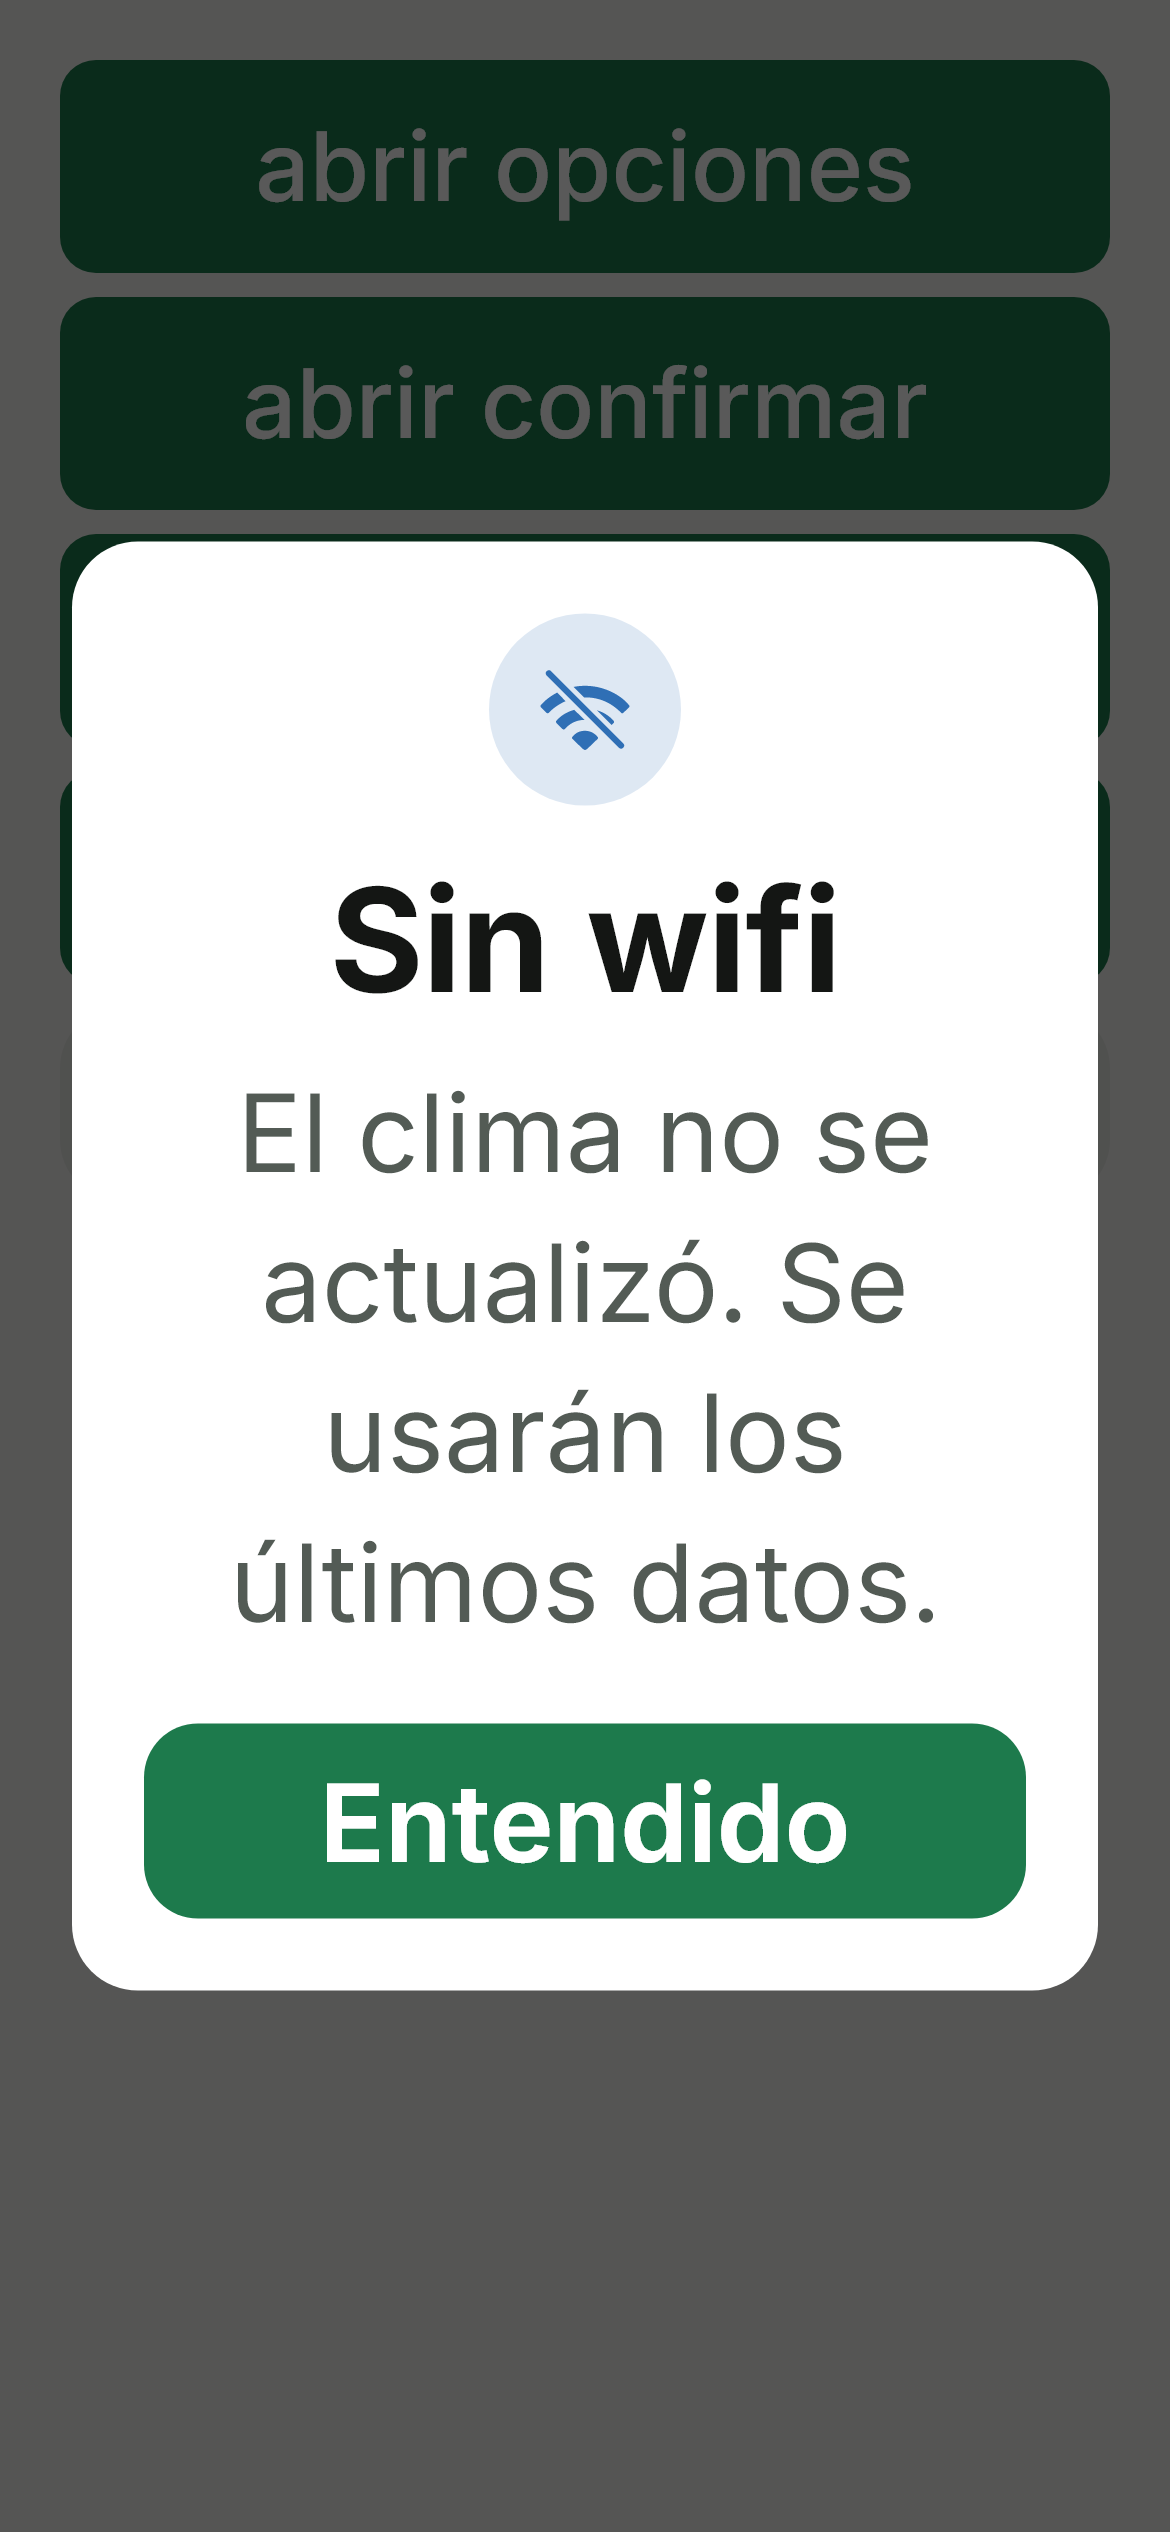 abrir opciones
abrir confirmar
Sin wifi
El clima no se
actualizó. Se
usarán los
últimos datos.
Entendido